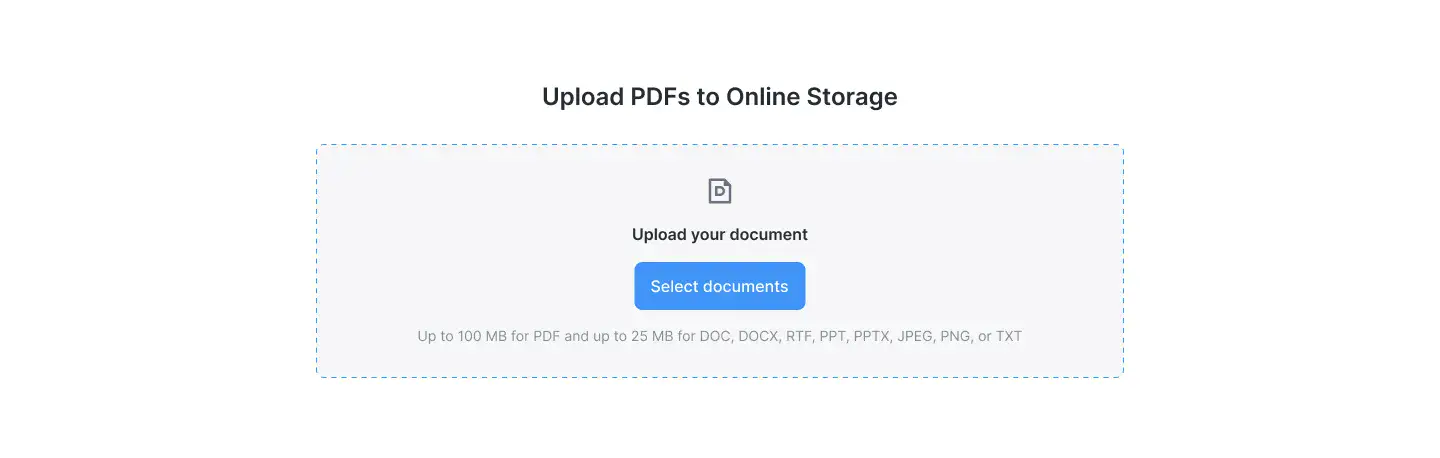 Upload PDFs to Online Storage
D
Upload your document
Select documents
Up to 100 MB for PDF and up to 25 MB for DOC, DOCX, RTF, PPT, PPTX, JPEG, PNG, or TXT